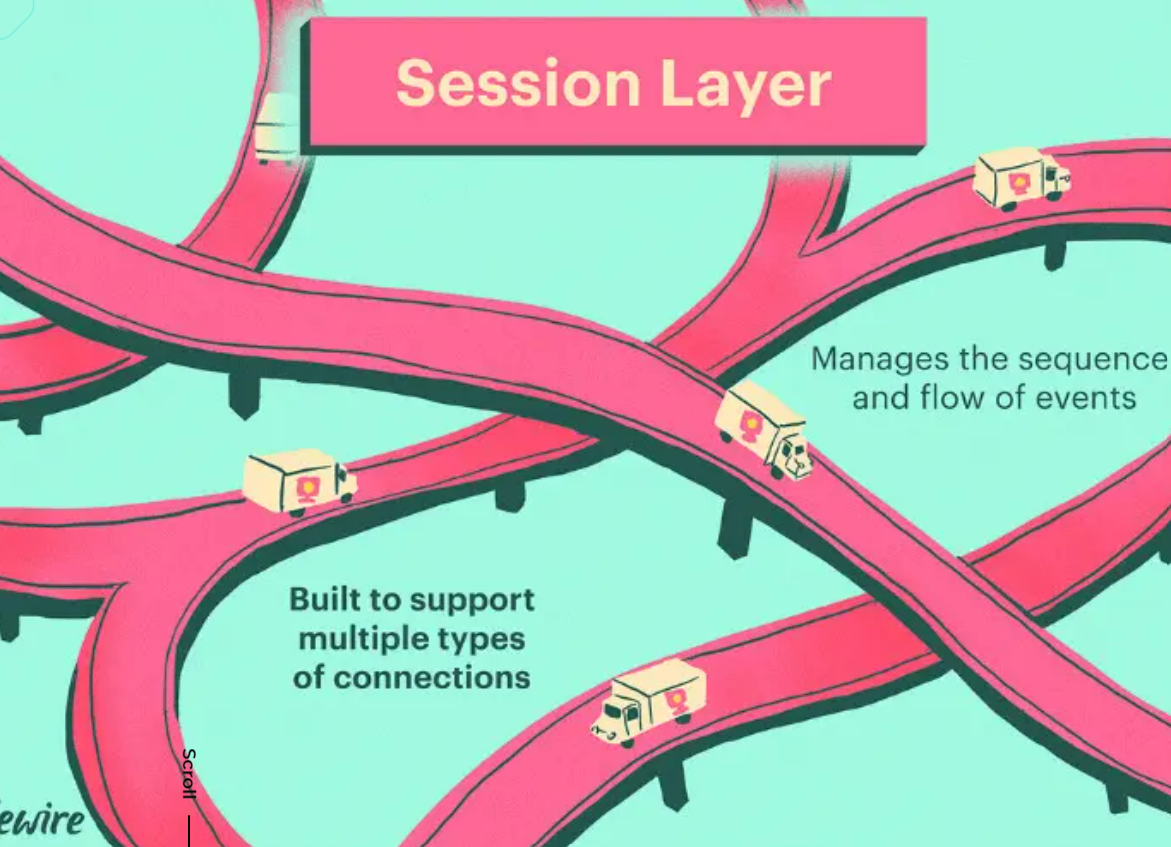 Session Layer
Manages the sequence
and flow of events
Built to support
multiple types
of connections
Scroll
ewire